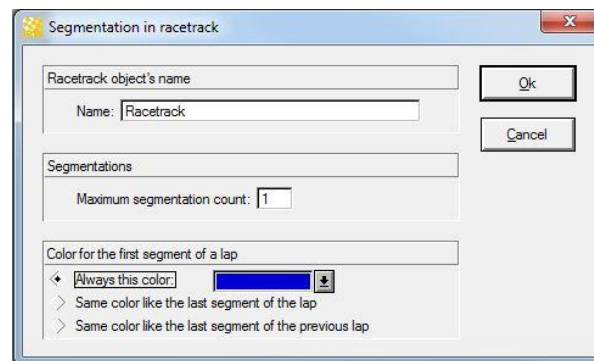 Segmentation in racetrack
Racetrack object's name
Name: Racetrack
Ok
Cancel
Segmentations
Maximum segmentation count: 1
Color for the first segment of a lap
Always this color:
Same color like the last segment of the lap
Same color like the last segment of the previous lap